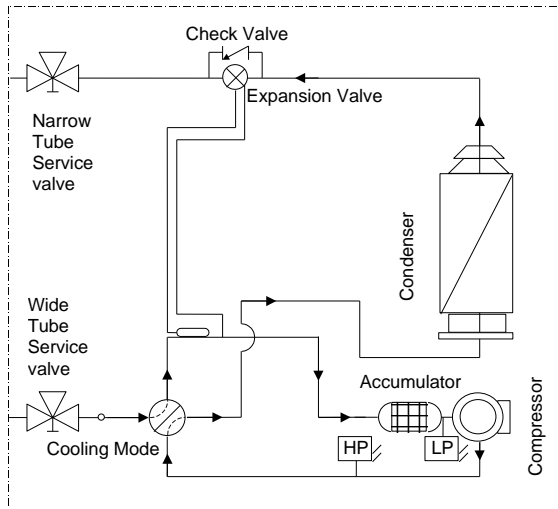 Check Valve
Expansion Valve
Narrow
Tube
Service
valve
Condenser
Wide
Tube
Service
valve
Accumulator
Compressor
HP
LP
Cooling Mode